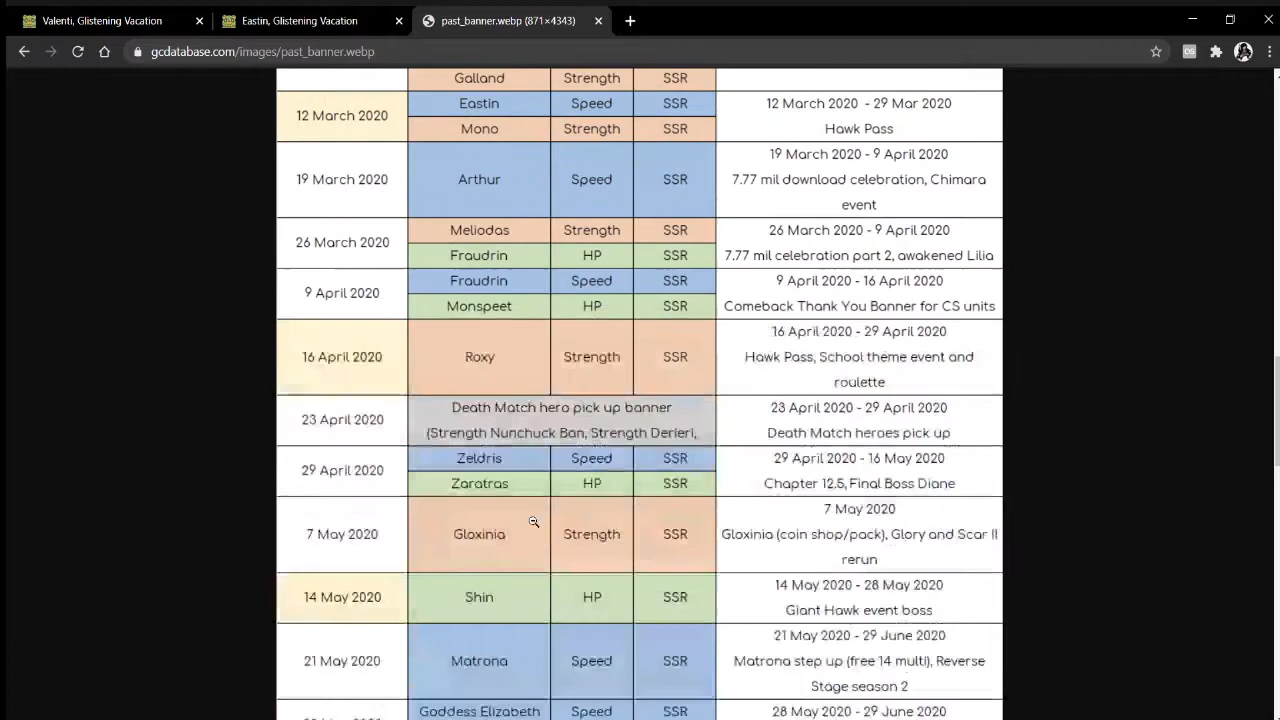 Valenti, Glistening Vacation
Eastin, Glistening Vacation
past_banner.webp (871×4343)
gcdatabase.com/images/past_banner.webp
Galland Strength SSR
12 March 2020
Eastin Speed SSR
Mono Strength SSR
12 March 2020 - 29 Mar 2020
Hawk Pass
19 March 2020
Arthur Speed SSR
19 March 2020 - 9 April 2020
7.77 mil download celebration, Chimara
event
26 March 2020
Meliodas Strength SSR
Fraudrin HP SSR
26 March 2020 - 9 April 2020
7.77 mil celebration part 2, awakened Lilia
9 April 2020
Fraudrin Speed SSR
Monspeet HP SSR
9 April 2020 - 16 April 2020
Comeback Thank You Banner for CS units
16 April 2020
Roxy Strength SSR
16 April 2020 - 29 April 2020
Hawk Pass, School theme event and
roulette
23 April 2020
Death Match hero pick up banner
(Strength Nunchuck Ban, Strength Derieri,
23 April 2020 - 29 April 2020
Death Match heroes pick up
29 April 2020
Zeldris Speed SSR
Zaratras HP SSR
29 April 2020 - 16 May 2020
Chapter 12.5, Final Boss Diane
7 May 2020
Gloxinia Strength SSR
7 May 2020
Gloxinia (coin shop/pack), Glory and Scar II
rerun
14 May 2020
Shin HP SSR
14 May 2020 - 28 May 2020
Giant Hawk event boss
21 May 2020
Matrona Speed SSR
21 May 2020 - 29 June 2020
Matrona step up (free 14 multi), Reverse
Stage season 2
Goddess Elizabeth Speed SSR
28 May 2020 - 29 June 2020